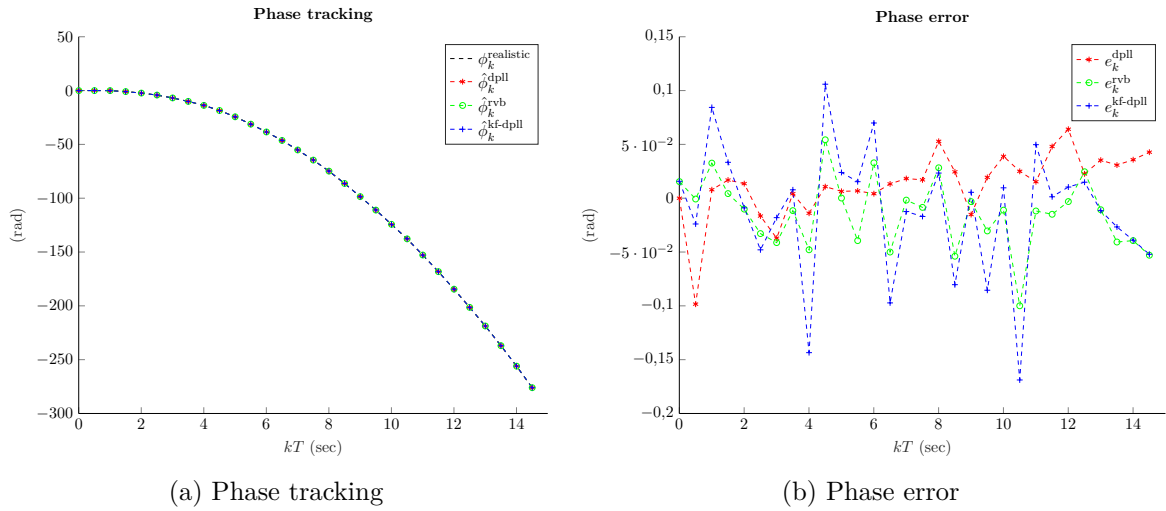 Phase tracking
50
0
−50
−100
−150
−200
−250
−300
(rad)
0 2 4 6 8 10 12 14
kT (sec)
ϕ_k^realistic
ϕ̂_k^dpll
ϕ̂_k^rvb
ϕ̂_k^kf-dpll
(a) Phase tracking
Phase error
0,15
0,1
5 · 10^−2
0
−5 · 10^−2
−0,1
−0,15
−0,2
(rad)
0 2 4 6 8 10 12 14
kT (sec)
e_k^dpll
e_k^rvb
e_k^kf-dpll
(b) Phase error